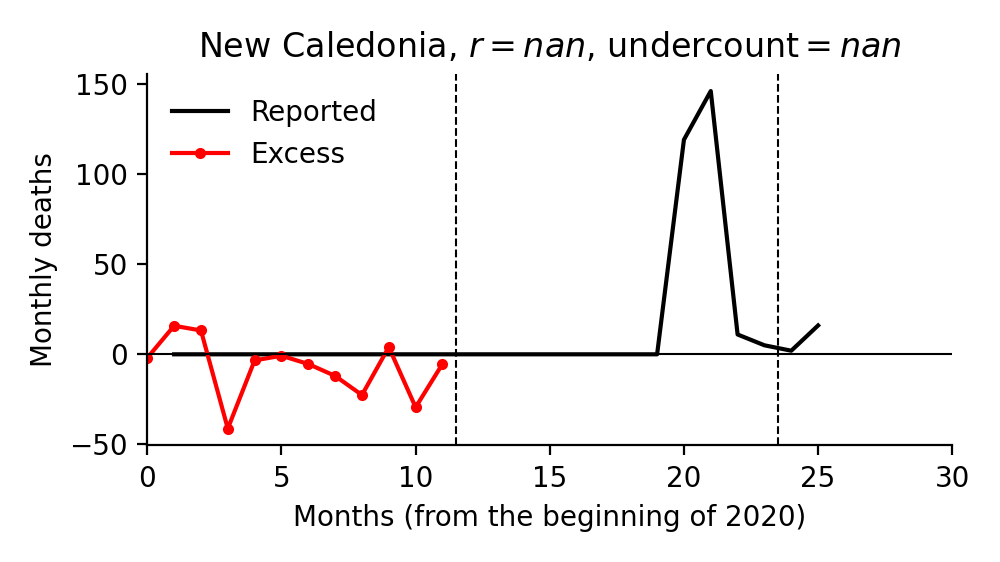 New Caledonia, r = nan, undercount = nan
Monthly deaths
150
100
50
0
−50
Reported
Excess
0 5 10 15 20 25 30
Months (from the beginning of 2020)